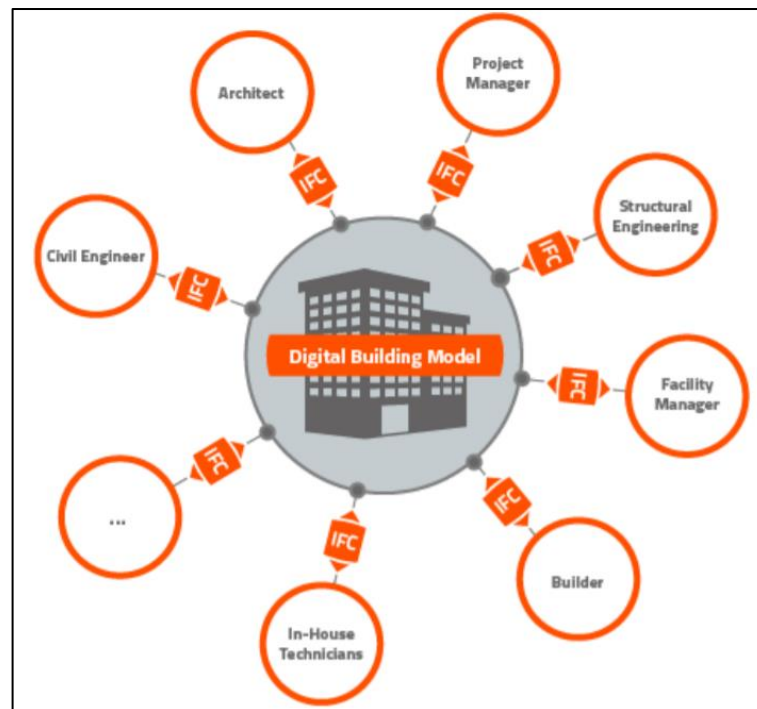 Project
Manager
Architect
IFC
IFC
Structural
Engineering
IFC
Civil Engineer
IFC
Digital Building Model
IFC
Facility
Manager
IFC
...
IFC
Builder
IFC
In-House
Technicians